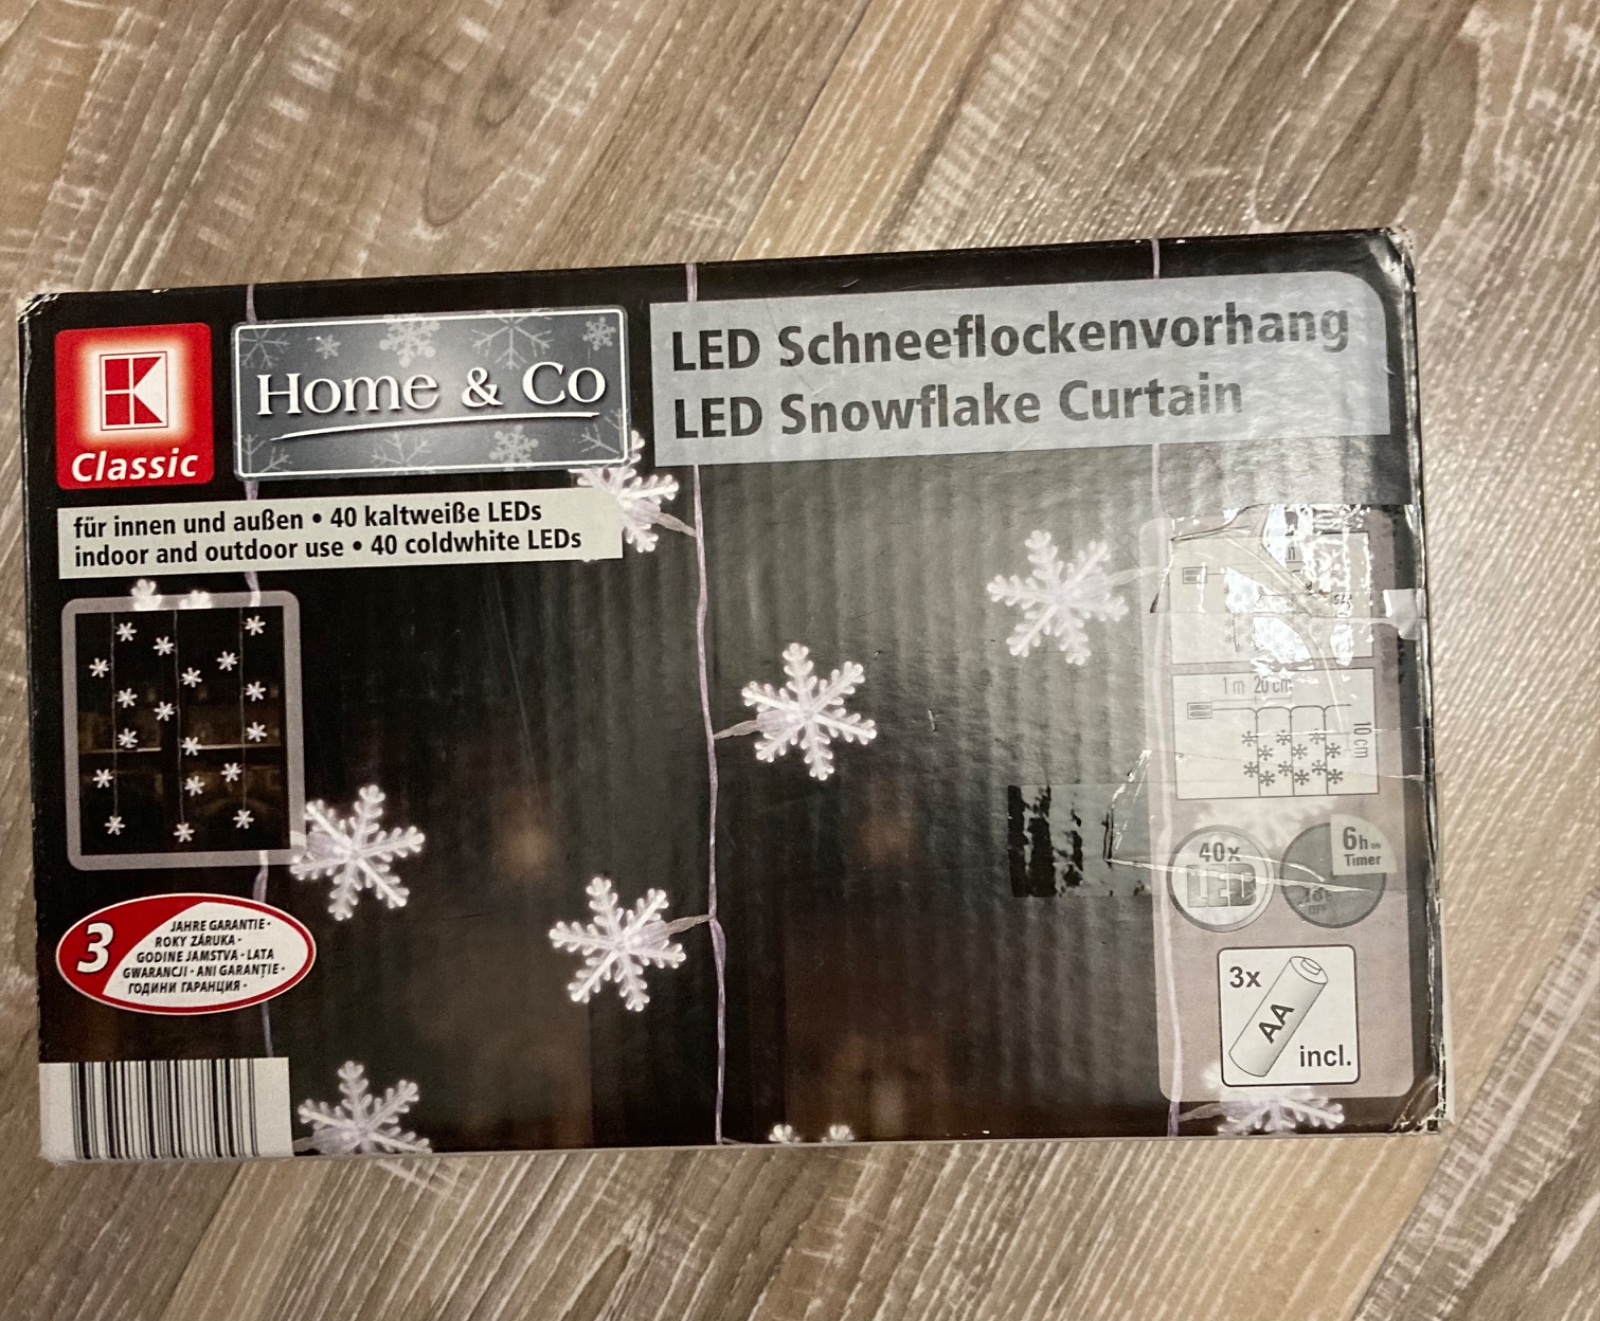 K
Classic
Home & Co
LED Schneeflockenvorhang
LED Snowflake Curtain
für innen und außen • 40 kaltweiße LEDs
indoor and outdoor use • 40 coldwhite LEDs
1 m 20 cm
10 cm
40x
LED
6h
Timer
OFF
3x
AA
incl.
3
JAHRE GARANTIE ·
ROKY ZÁRUKA ·
GODINE JAMSTVA · LATA
GWARANCJI · ANI GARANȚIE ·
ГОДИНИ ГАРАНЦИЯ ·